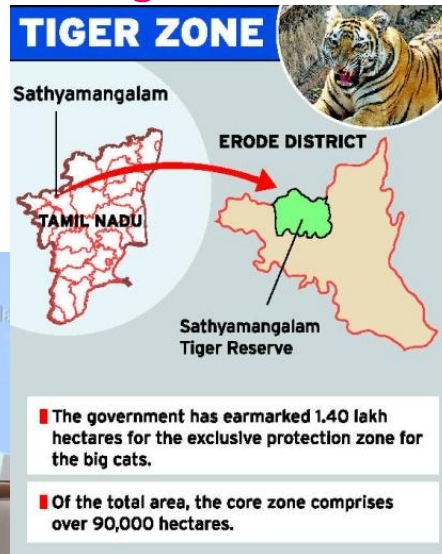 TIGER ZONE
Sathyamangalam
ERODE DISTRICT
TAMIL NADU
Sathyamangalam
Tiger Reserve
The government has earmarked 1.40 lakh
hectares for the exclusive protection zone for
the big cats.
Of the total area, the core zone comprises
over 90,000 hectares.